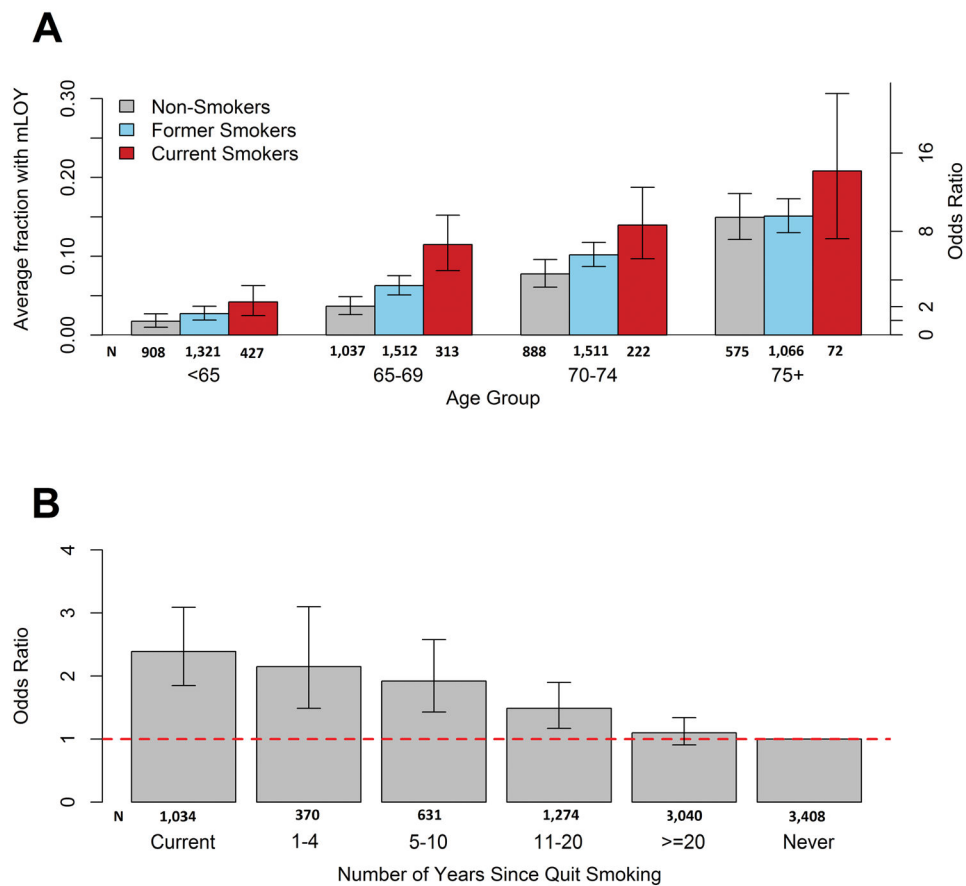 A
Average fraction with mLOY
0.00 0.10 0.20 0.30
Non-Smokers
Former Smokers
Current Smokers
0 2 8 16
Odds Ratio
N 908 1,321 427 1,037 1,512 313 888 1,511 222 575 1,066 72
<65 65-69 70-74 75+
Age Group
B
Odds Ratio
0 1 2 3 4
N 1,034 370 631 1,274 3,040 3,408
Current 1-4 5-10 11-20 >=20 Never
Number of Years Since Quit Smoking